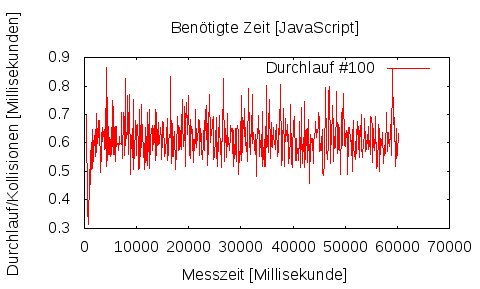 Benötigte Zeit [JavaScript]
Durchlauf/Kollisionen [Millisekunden]
Durchlauf #100
0.9
0.8
0.7
0.6
0.5
0.4
0.3
0 10000 20000 30000 40000 50000 60000 70000
Messzeit [Millisekunde]